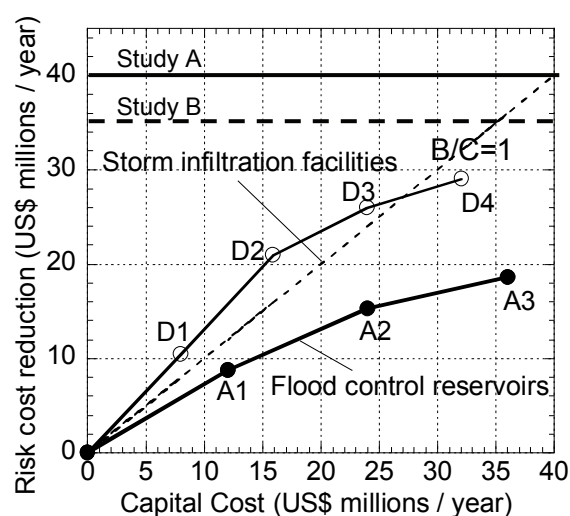 Risk cost reduction (US$ millions / year)
40
30
20
10
0
Study A
Study B
B/C=1
Storm infiltration facilities
D3
D4
D2
D1
A3
A2
A1
Flood control reservoirs
0 5 10 15 20 25 30 35 40
Capital Cost (US$ millions / year)